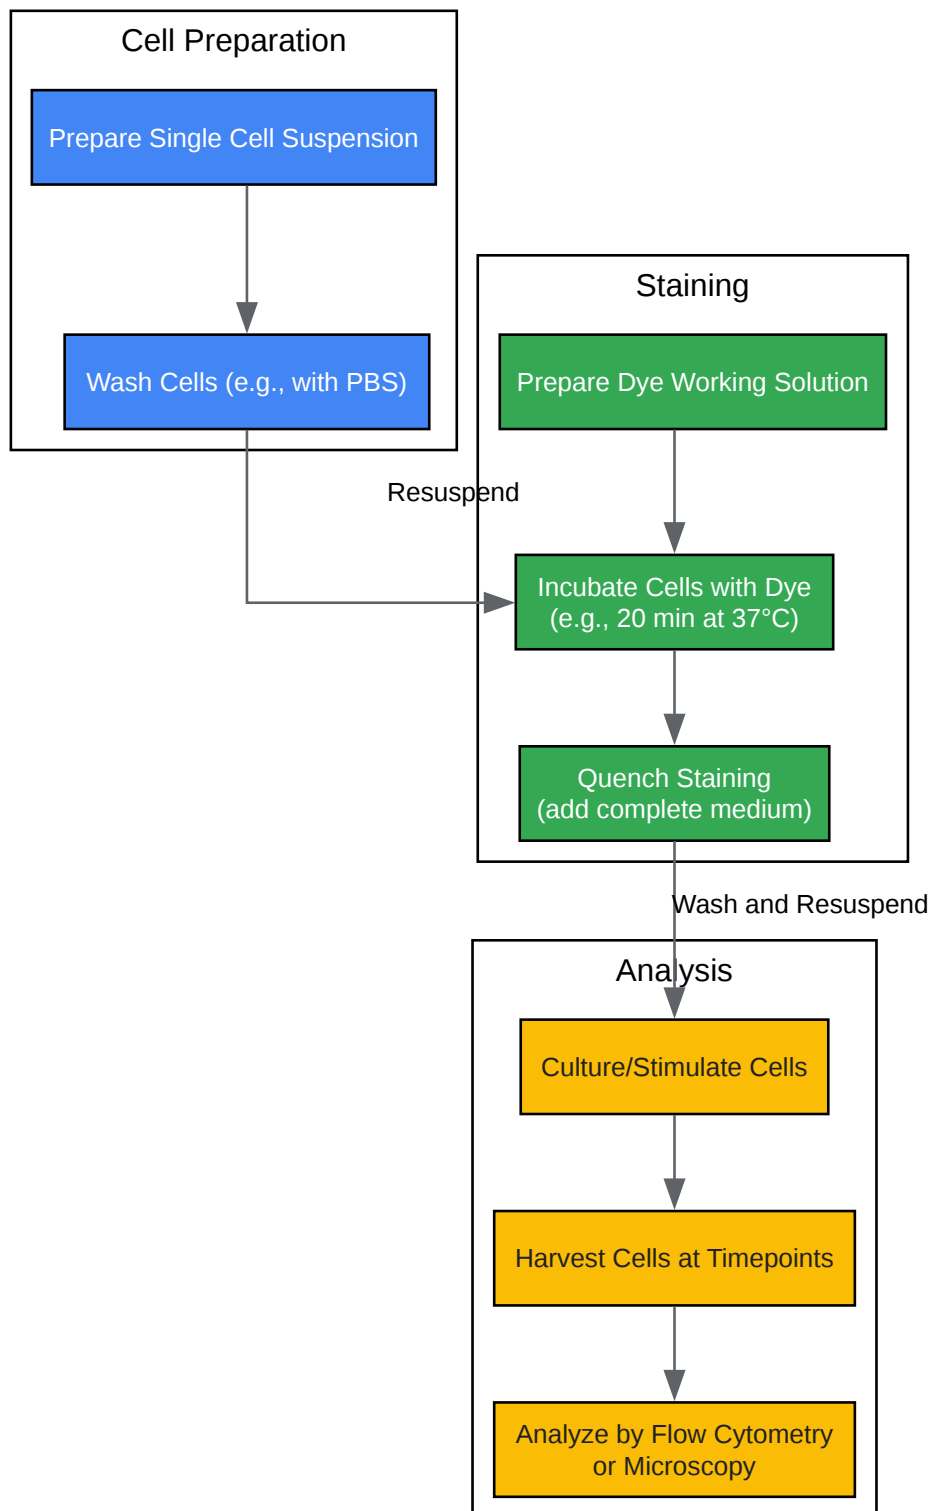 Cell Preparation
Prepare Single Cell Suspension
Wash Cells (e.g., with PBS)
Resuspend
Staining
Prepare Dye Working Solution
Incubate Cells with Dye
(e.g., 20 min at 37°C)
Quench Staining
(add complete medium)
Wash and Resuspend
Analysis
Culture/Stimulate Cells
Harvest Cells at Timepoints
Analyze by Flow Cytometry
or Microscopy